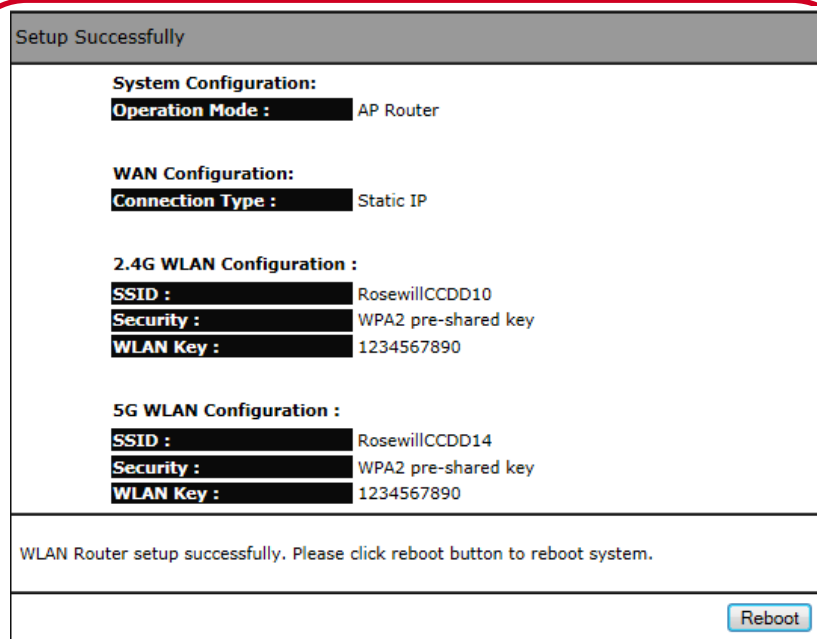 Setup Successfully
System Configuration:
Operation Mode : AP Router
WAN Configuration:
Connection Type : Static IP
2.4G WLAN Configuration :
SSID : RosewillCCDD10
Security : WPA2 pre-shared key
WLAN Key : 1234567890
5G WLAN Configuration :
SSID : RosewillCCDD14
Security : WPA2 pre-shared key
WLAN Key : 1234567890
WLAN Router setup successfully. Please click reboot button to reboot system.
Reboot